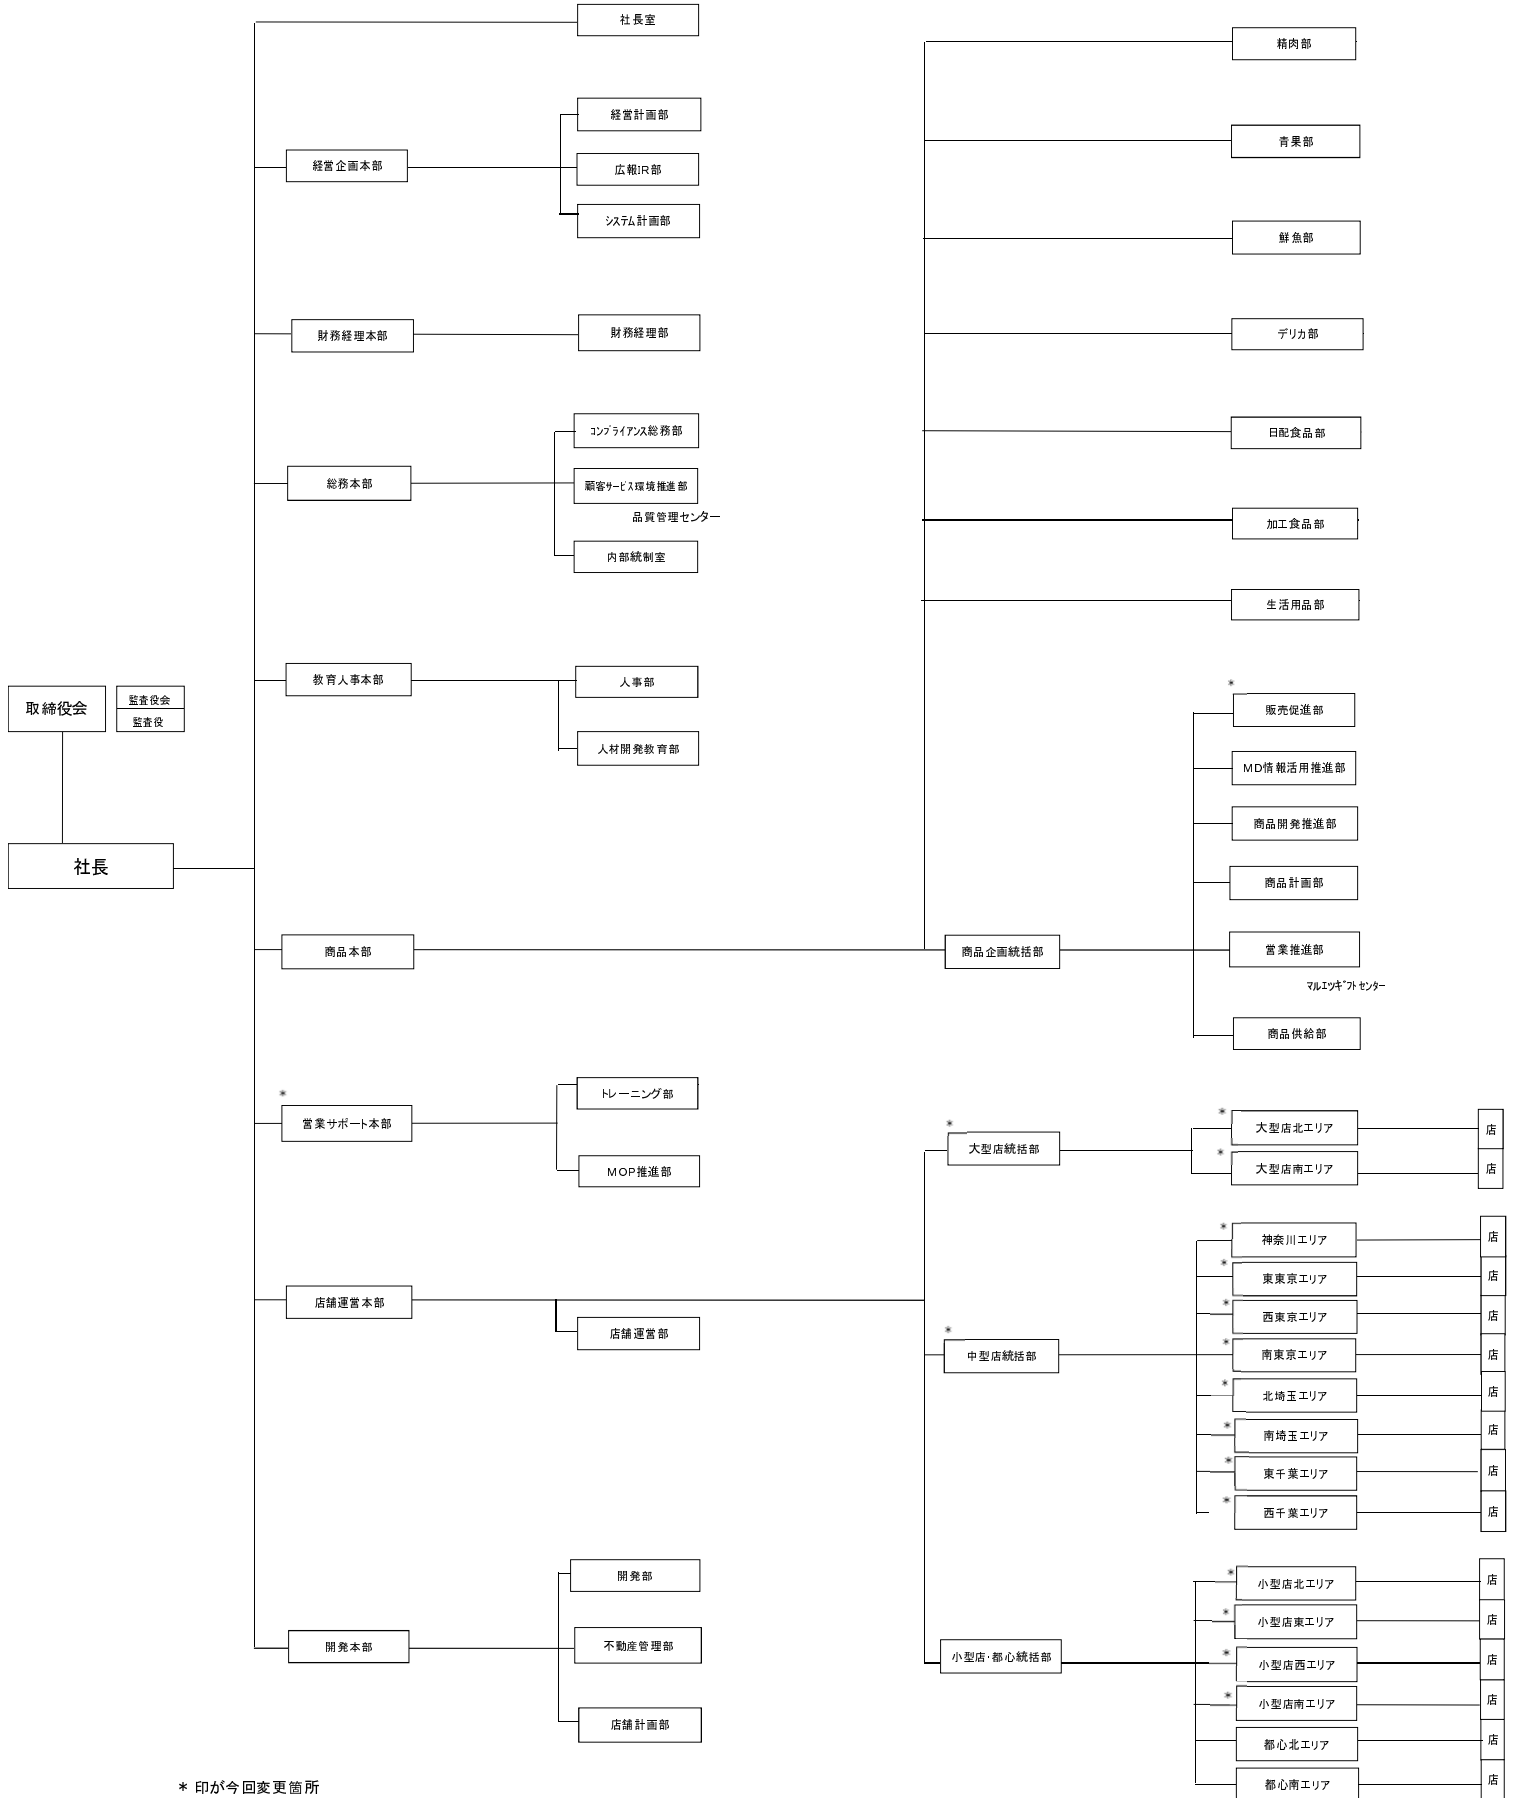 社長室
経営企画本部
経営計画部
広報IR部
システム計画部
財務経理本部
財務経理部
総務本部
コンプライアンス総務部
顧客サービス環境推進部
品質管理センター
内部統制室
教育人事本部
人事部
人材開発教育部
取締役会
監査役会
監査役
社長
商品本部
精肉部
青果部
鮮魚部
デリカ部
日配食品部
加工食品部
生活用品部
商品企画統括部
*
販売促進部
MD情報活用推進部
商品開発推進部
商品計画部
営業推進部
マルエツギフトセンター
商品供給部
*
営業サポート本部
トレーニング部
MOP推進部
店舗運営本部
店舗運営部
*
大型店統括部
*
大型店北エリア 店
*
大型店南エリア 店
*
中型店統括部
*
神奈川エリア 店
*
東東京エリア 店
*
西東京エリア 店
*
南東京エリア 店
*
北埼玉エリア 店
*
南埼玉エリア 店
*
東千葉エリア 店
*
西千葉エリア 店
小型店・都心統括部
*
小型店北エリア 店
*
小型店東エリア 店
*
小型店西エリア 店
*
小型店南エリア 店
都心北エリア 店
都心南エリア 店
開発本部
開発部
不動産管理部
店舗計画部
* 印が今回変更箇所